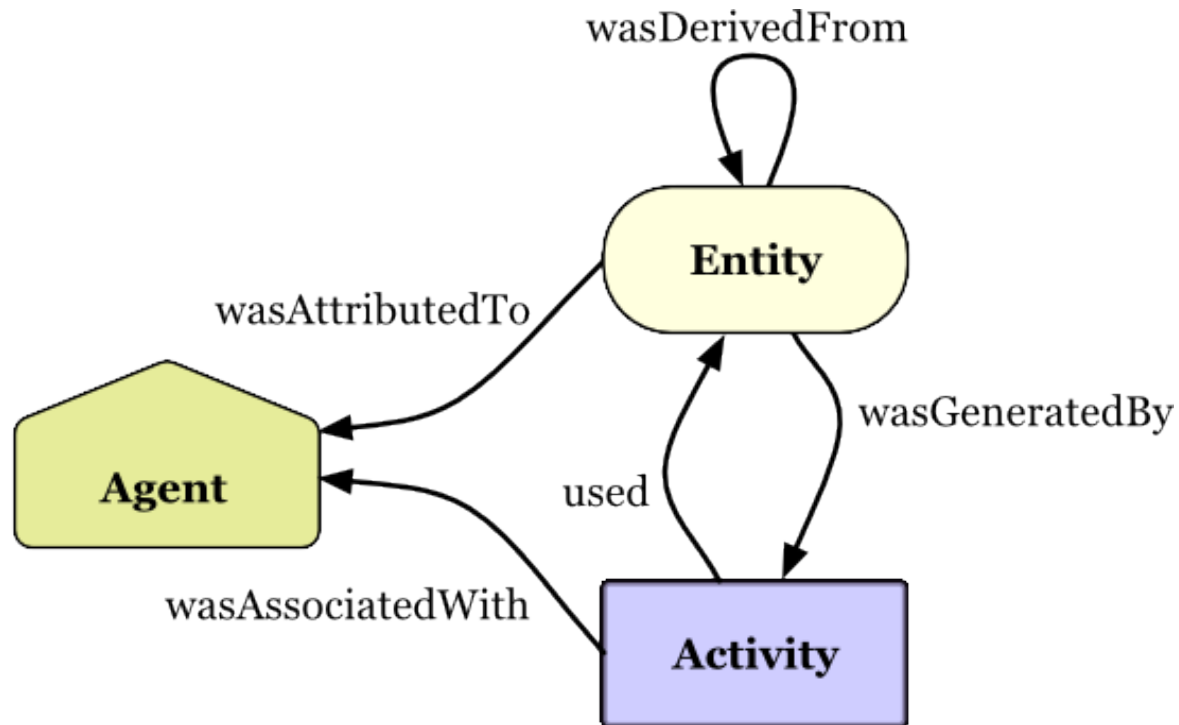 wasDerivedFrom
Entity
wasAttributedTo
wasGeneratedBy
Agent
used
wasAssociatedWith
Activity